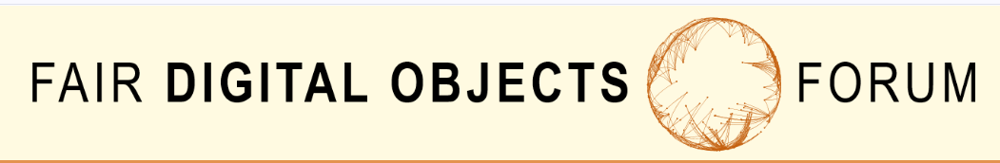 FAIR DIGITAL OBJECTS FORUM